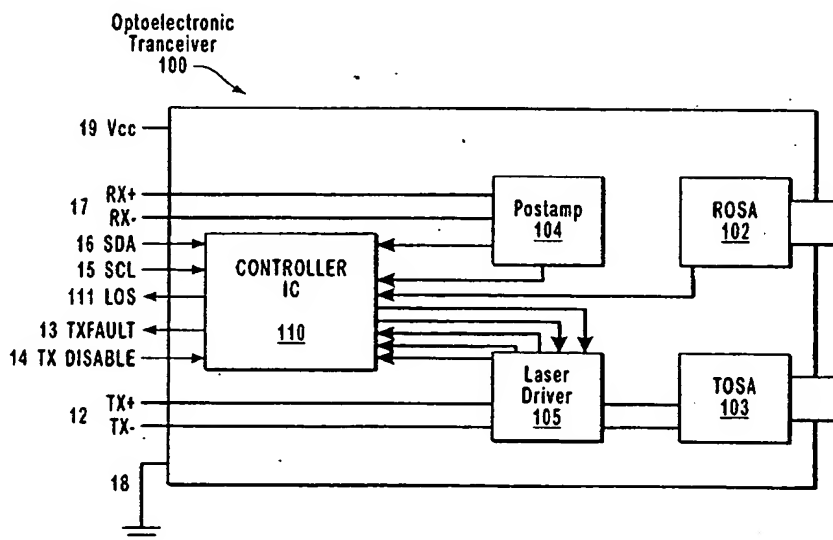 Optoelectronic
Tranceiver
100
19 Vcc
17
RX+
RX-
16 SDA
15 SCL
111 LOS
13 TXFAULT
14 TX DISABLE
12
TX+
TX-
18
CONTROLLER
IC
110
Postamp
104
ROSA
102
Laser
Driver
105
TOSA
103